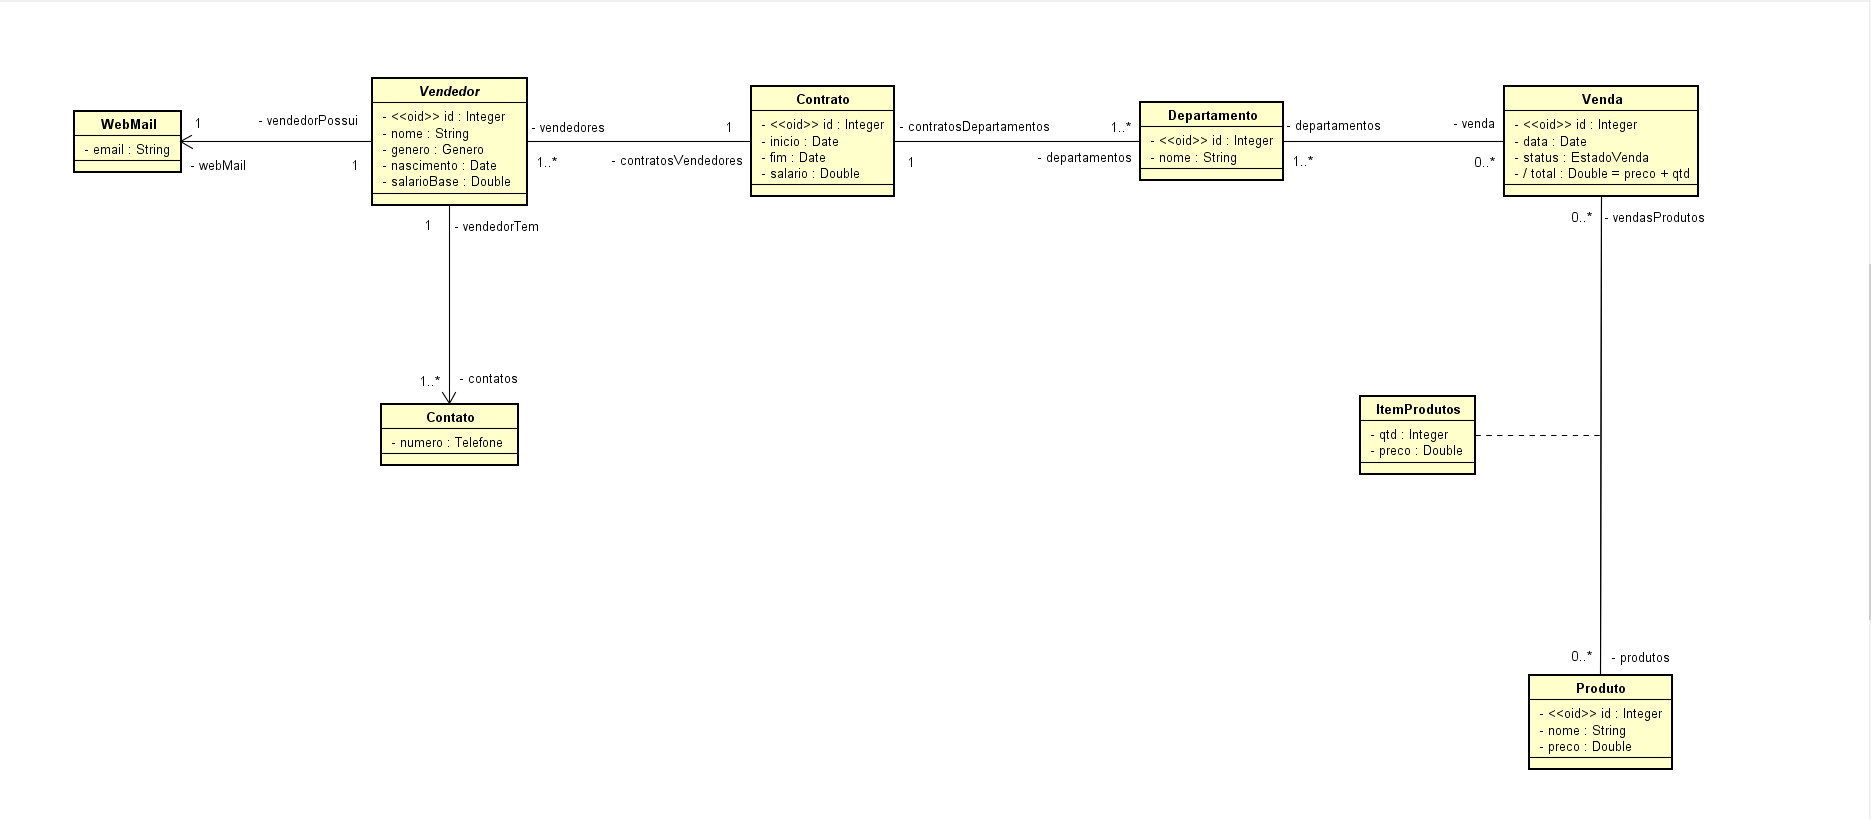 WebMail
- email : String
1
- webMail
- vendedorPossui
1
Vendedor
- <<oid>> id : Integer
- nome : String
- genero : Genero
- nascimento : Date
- salarioBase : Double
- vendedores
1..*
1
- contratosVendedores
Contrato
- <<oid>> id : Integer
- inicio : Date
- fim : Date
- salario : Double
- contratosDepartamentos
1
1..*
- departamentos
Departamento
- <<oid>> id : Integer
- nome : String
- departamentos
1..*
- venda
0..*
Venda
- <<oid>> id : Integer
- data : Date
- status : EstadoVenda
- / total : Double = preco + qtd
0..*
- vendasProdutos
1
- vendedorTem
1..*
- contatos
Contato
- numero : Telefone
ItemProdutos
- qtd : Integer
- preco : Double
0..*
- produtos
Produto
- <<oid>> id : Integer
- nome : String
- preco : Double